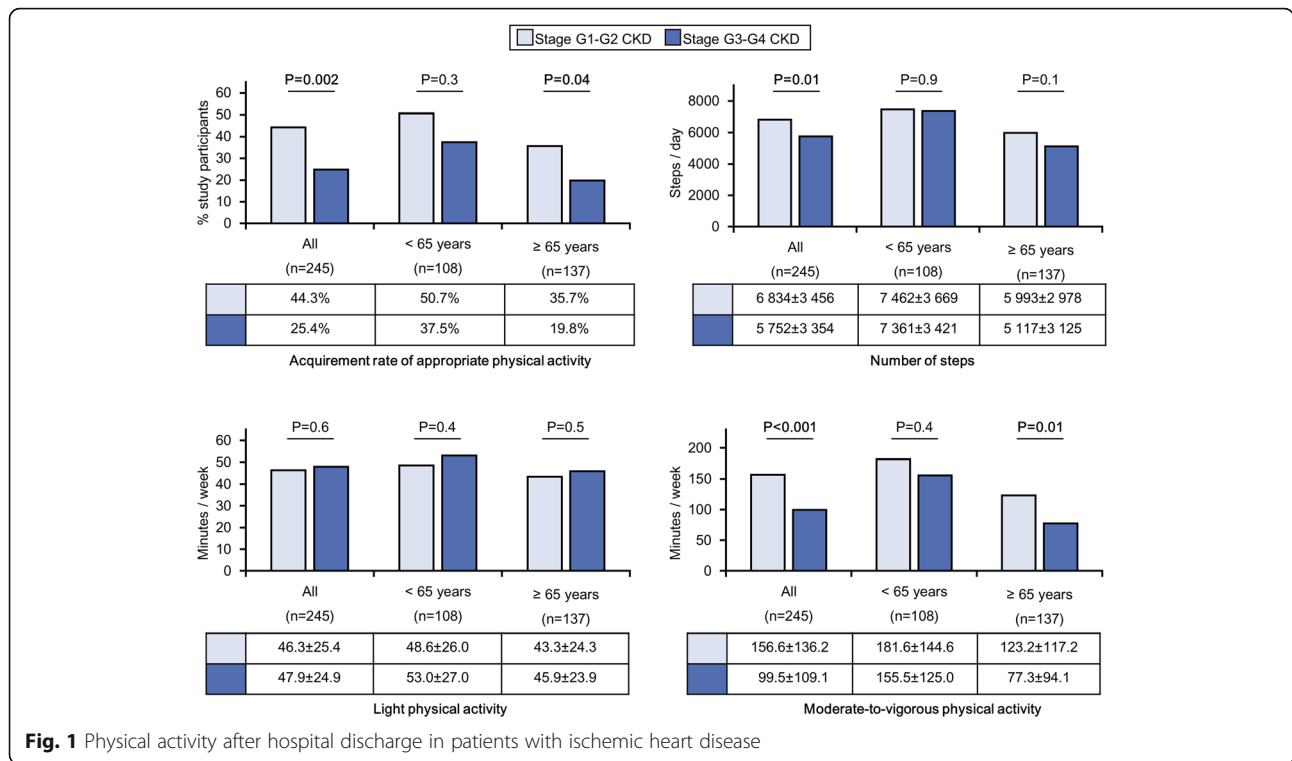 Stage G1-G2 CKD Stage G3-G4 CKD
P=0.002 P=0.3 P=0.04
% study participants
60
50
40
30
20
10
0
All < 65 years ≥ 65 years
(n=245) (n=108) (n=137)
44.3% 50.7% 35.7%
25.4% 37.5% 19.8%
Acquirement rate of appropriate physical activity
P=0.01 P=0.9 P=0.1
Steps / day
8000
6000
4000
2000
0
All < 65 years ≥ 65 years
(n=245) (n=108) (n=137)
6 834±3 456 7 462±3 669 5 993±2 978
5 752±3 354 7 361±3 421 5 117±3 125
Number of steps
P=0.6 P=0.4 P=0.5
Minutes / week
60
50
40
30
20
10
0
All < 65 years ≥ 65 years
(n=245) (n=108) (n=137)
46.3±25.4 48.6±26.0 43.3±24.3
47.9±24.9 53.0±27.0 45.9±23.9
Light physical activity
P<0.001 P=0.4 P=0.01
Minutes / week
200
150
100
50
0
All < 65 years ≥ 65 years
(n=245) (n=108) (n=137)
156.6±136.2 181.6±144.6 123.2±117.2
99.5±109.1 155.5±125.0 77.3±94.1
Moderate-to-vigorous physical activity
Fig. 1 Physical activity after hospital discharge in patients with ischemic heart disease